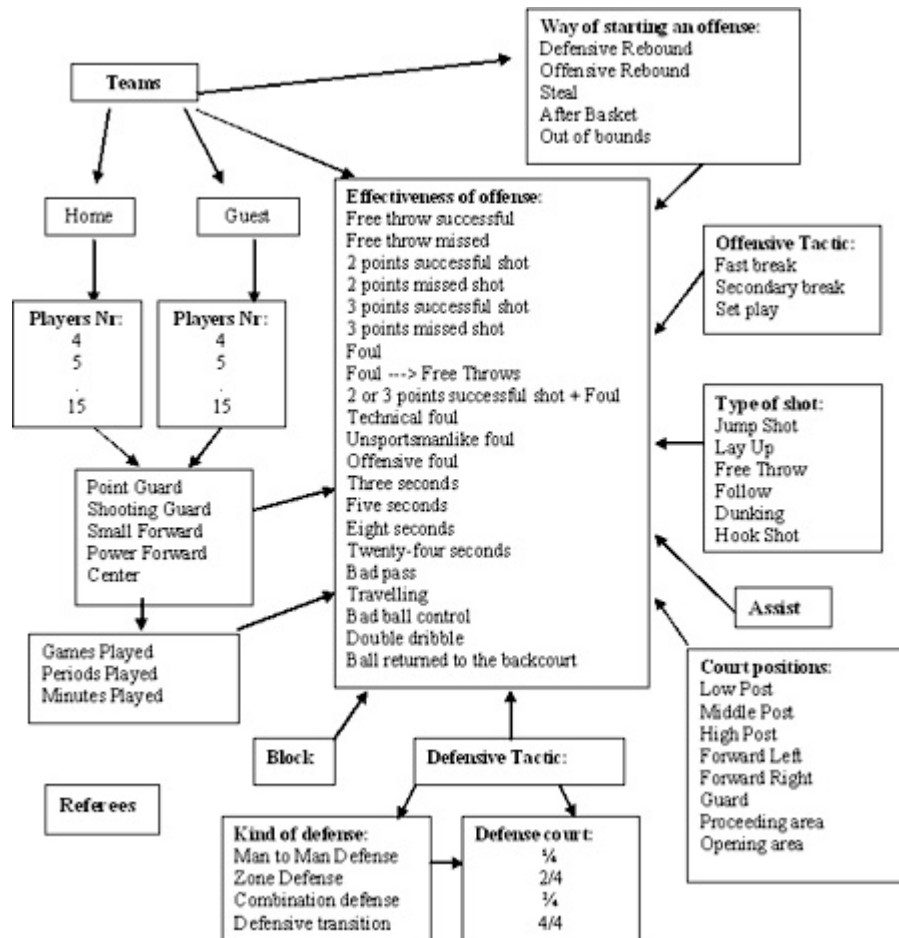 Way of starting an offense:
Defensive Rebound
Offensive Rebound
Steal
After Basket
Out of bounds
Teams
Home
Guest
Effectiveness of offense:
Free throw successful
Free throw missed
2 points successful shot
2 points missed shot
3 points successful shot
3 points missed shot
Foul
Foul ---> Free Throws
2 or 3 points successful shot + Foul
Technical foul
Unsportsmanlike foul
Offensive foul
Three seconds
Five seconds
Eight seconds
Twenty-four seconds
Bad pass
Travelling
Bad ball control
Double dribble
Ball returned to the backcourt
Offensive Tactic:
Fast break
Secondary break
Set play
Players Nr:
4
5
.
15
Players Nr:
4
5
.
15
Type of shot:
Jump Shot
Lay Up
Free Throw
Follow
Dunking
Hook Shot
Point Guard
Shooting Guard
Small Forward
Power Forward
Center
Assist
Games Played
Periods Played
Minutes Played
Court positions:
Low Post
Middle Post
High Post
Forward Left
Forward Right
Guard
Proceeding area
Opening area
Block
Defensive Tactic:
Referees
Kind of defense:
Man to Man Defense
Zone Defense
Combination defense
Defensive transition
Defense court:
¼
2/4
¾
4/4